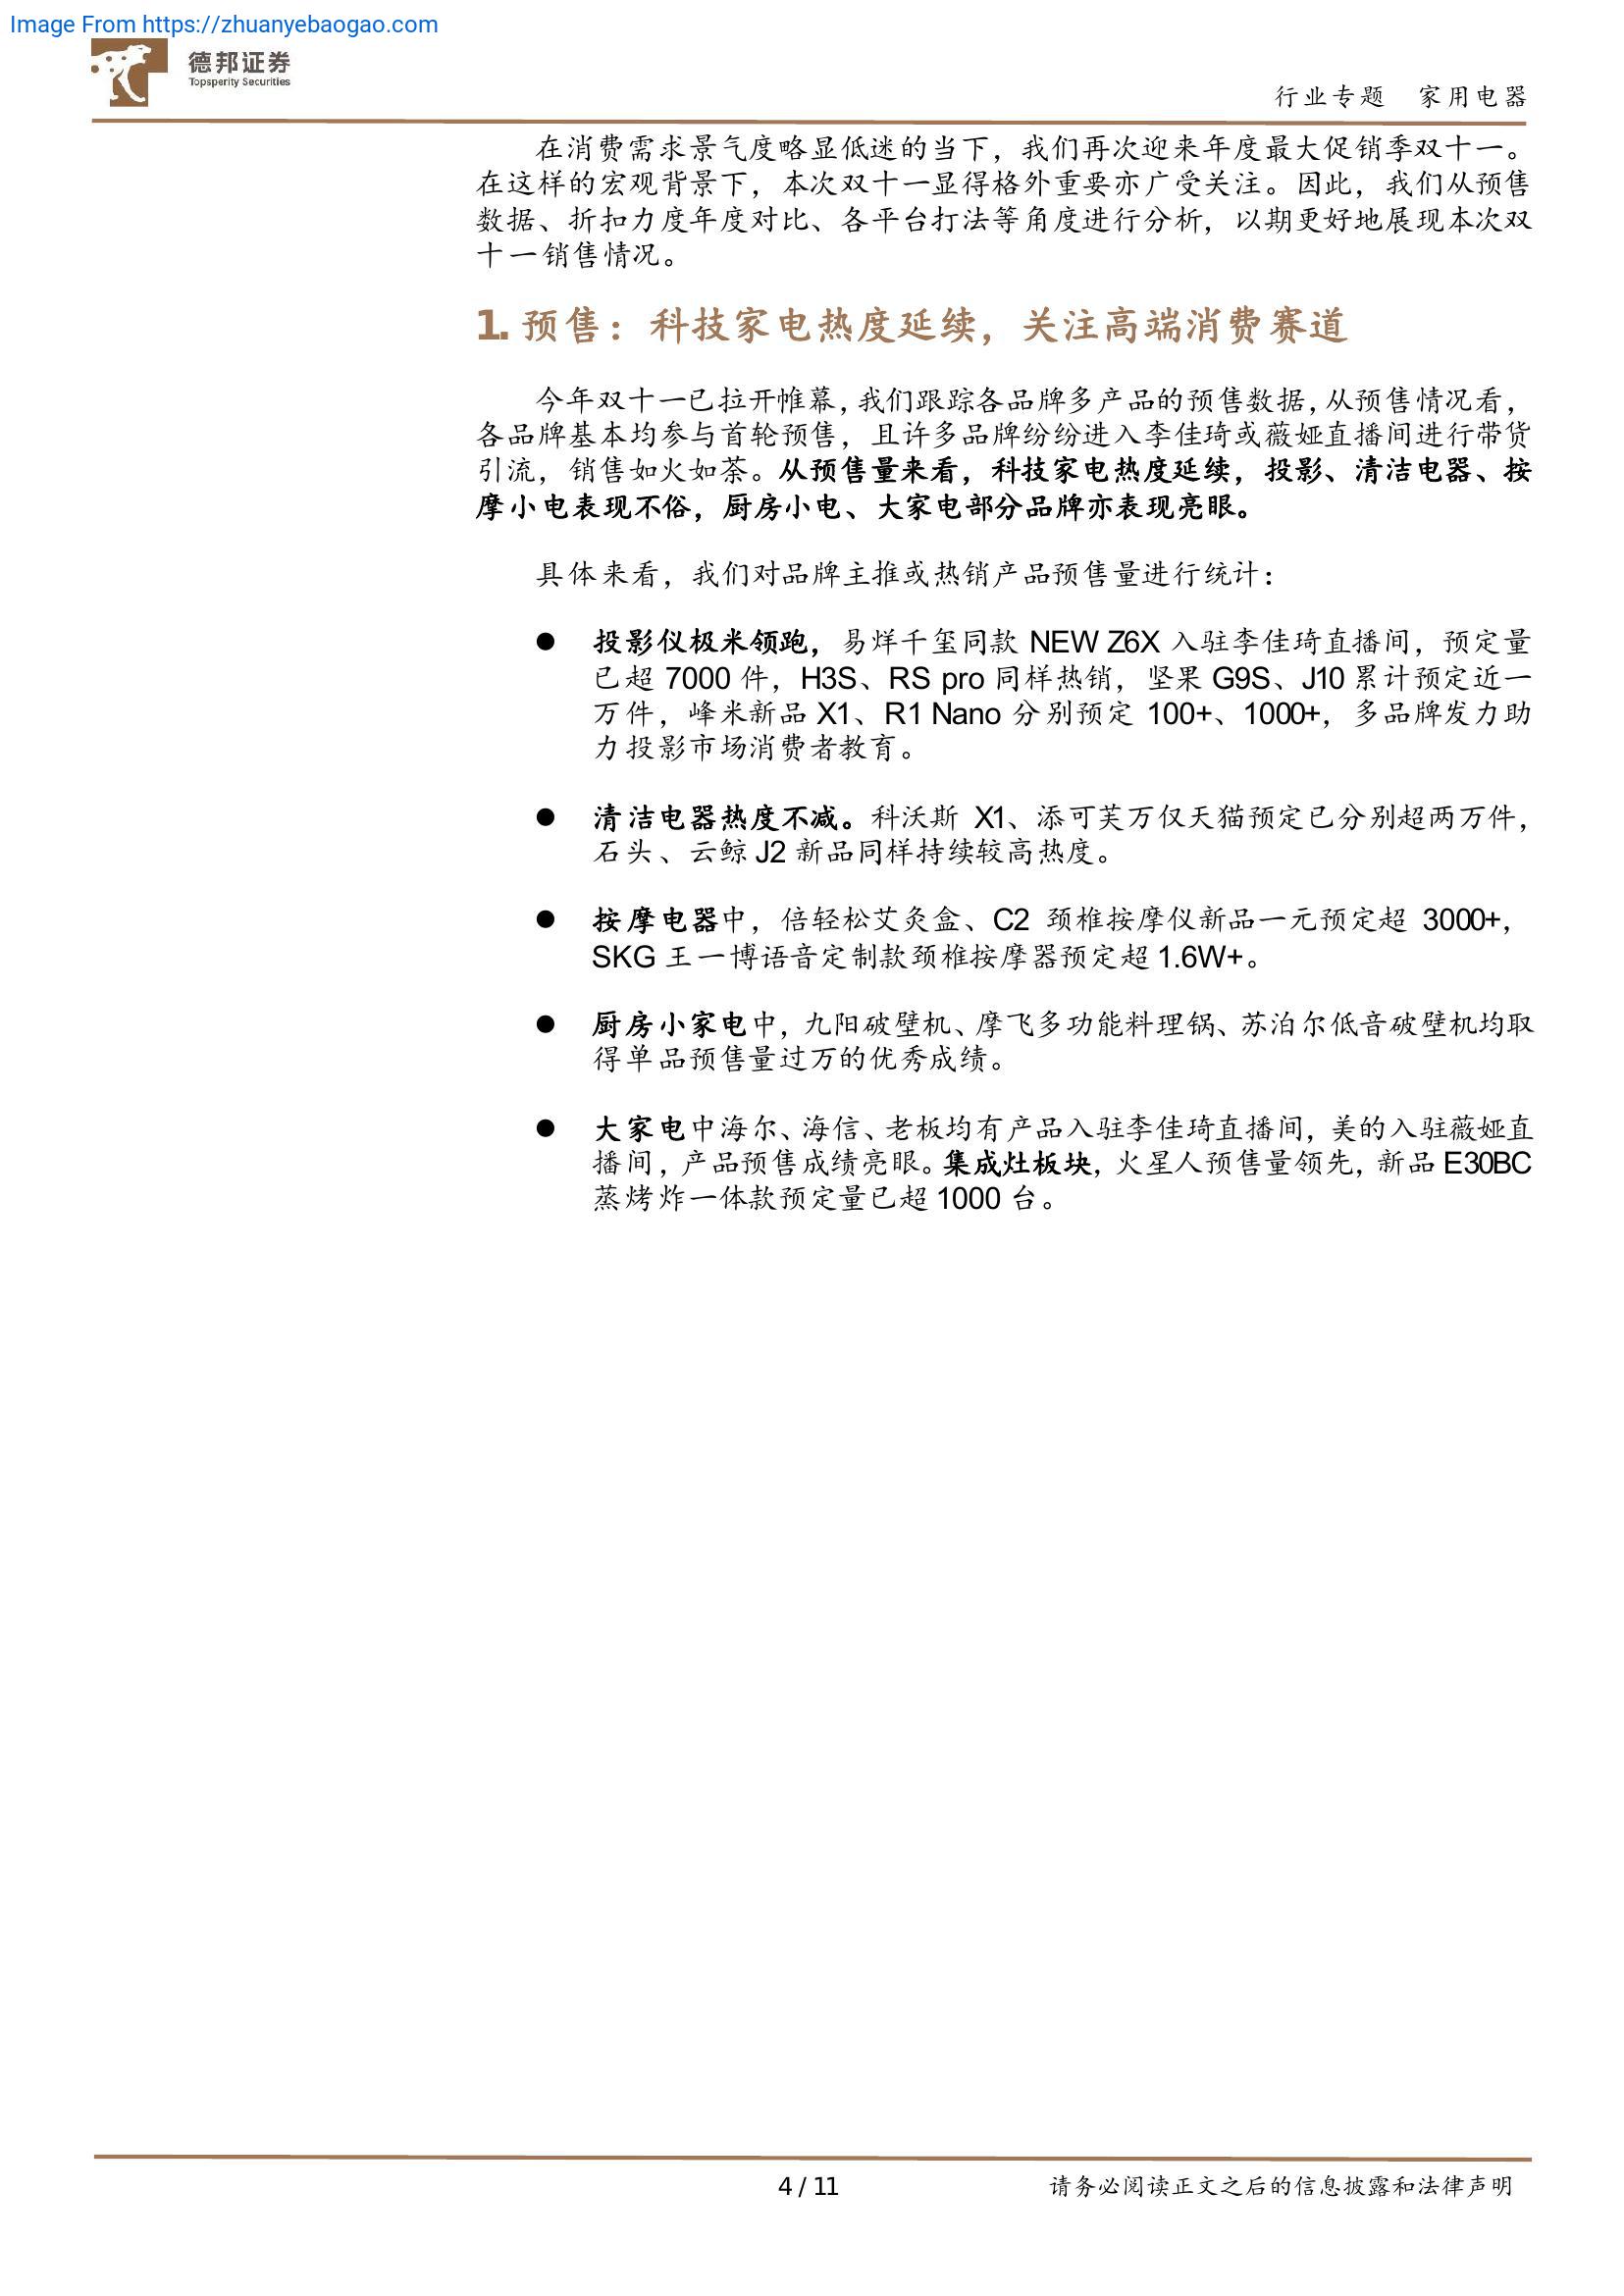 Image From https://zhuanyebaogao.com
德邦证券
Topsperity Securities
行业专题 家用电器
在消费需求景气度略显低迷的当下，我们再次迎来年度最大促销季双十一。
在这样的宏观背景下，本次双十一显得格外重要亦广受关注。因此，我们从预售
数据、折扣力度年度对比、各平台打法等角度进行分析，以期更好地展现本次双
十一销售情况。
1. 预售：科技家电热度延续，关注高端消费赛道
今年双十一已拉开帷幕，我们跟踪各品牌多产品的预售数据，从预售情况看，
各品牌基本均参与首轮预售，且许多品牌纷纷进入李佳琦或薇娅直播间进行带货
引流，销售如火如荼。从预售量来看，科技家电热度延续，投影、清洁电器、按
摩小电表现不俗，厨房小电、大家电部分品牌亦表现亮眼。
具体来看，我们对品牌主推或热销产品预售量进行统计：
● 投影仪极米领跑，易烊千玺同款 NEW Z6X 入驻李佳琦直播间，预定量
已超 7000 件，H3S、RS pro 同样热销，坚果 G9S、J10 累计预定近一
万件，峰米新品 X1、R1 Nano 分别预定 100+、1000+，多品牌发力助
力投影市场消费者教育。
● 清洁电器热度不减。科沃斯 X1、添可芙万仅天猫预定已分别超两万件，
石头、云鲸 J2 新品同样持续较高热度。
● 按摩电器中，倍轻松艾灸盒、C2 颈椎按摩仪新品一元预定超 3000+，
SKG 王一博语音定制款颈椎按摩器预定超 1.6W+。
● 厨房小家电中，九阳破壁机、摩飞多功能料理锅、苏泊尔低音破壁机均取
得单品预售量过万的优秀成绩。
● 大家电中海尔、海信、老板均有产品入驻李佳琦直播间，美的入驻薇娅直
播间，产品预售成绩亮眼。集成灶板块，火星人预售量领先，新品 E30BC
蒸烤炸一体款预定量已超 1000 台。
4 / 11
请务必阅读正文之后的信息披露和法律声明